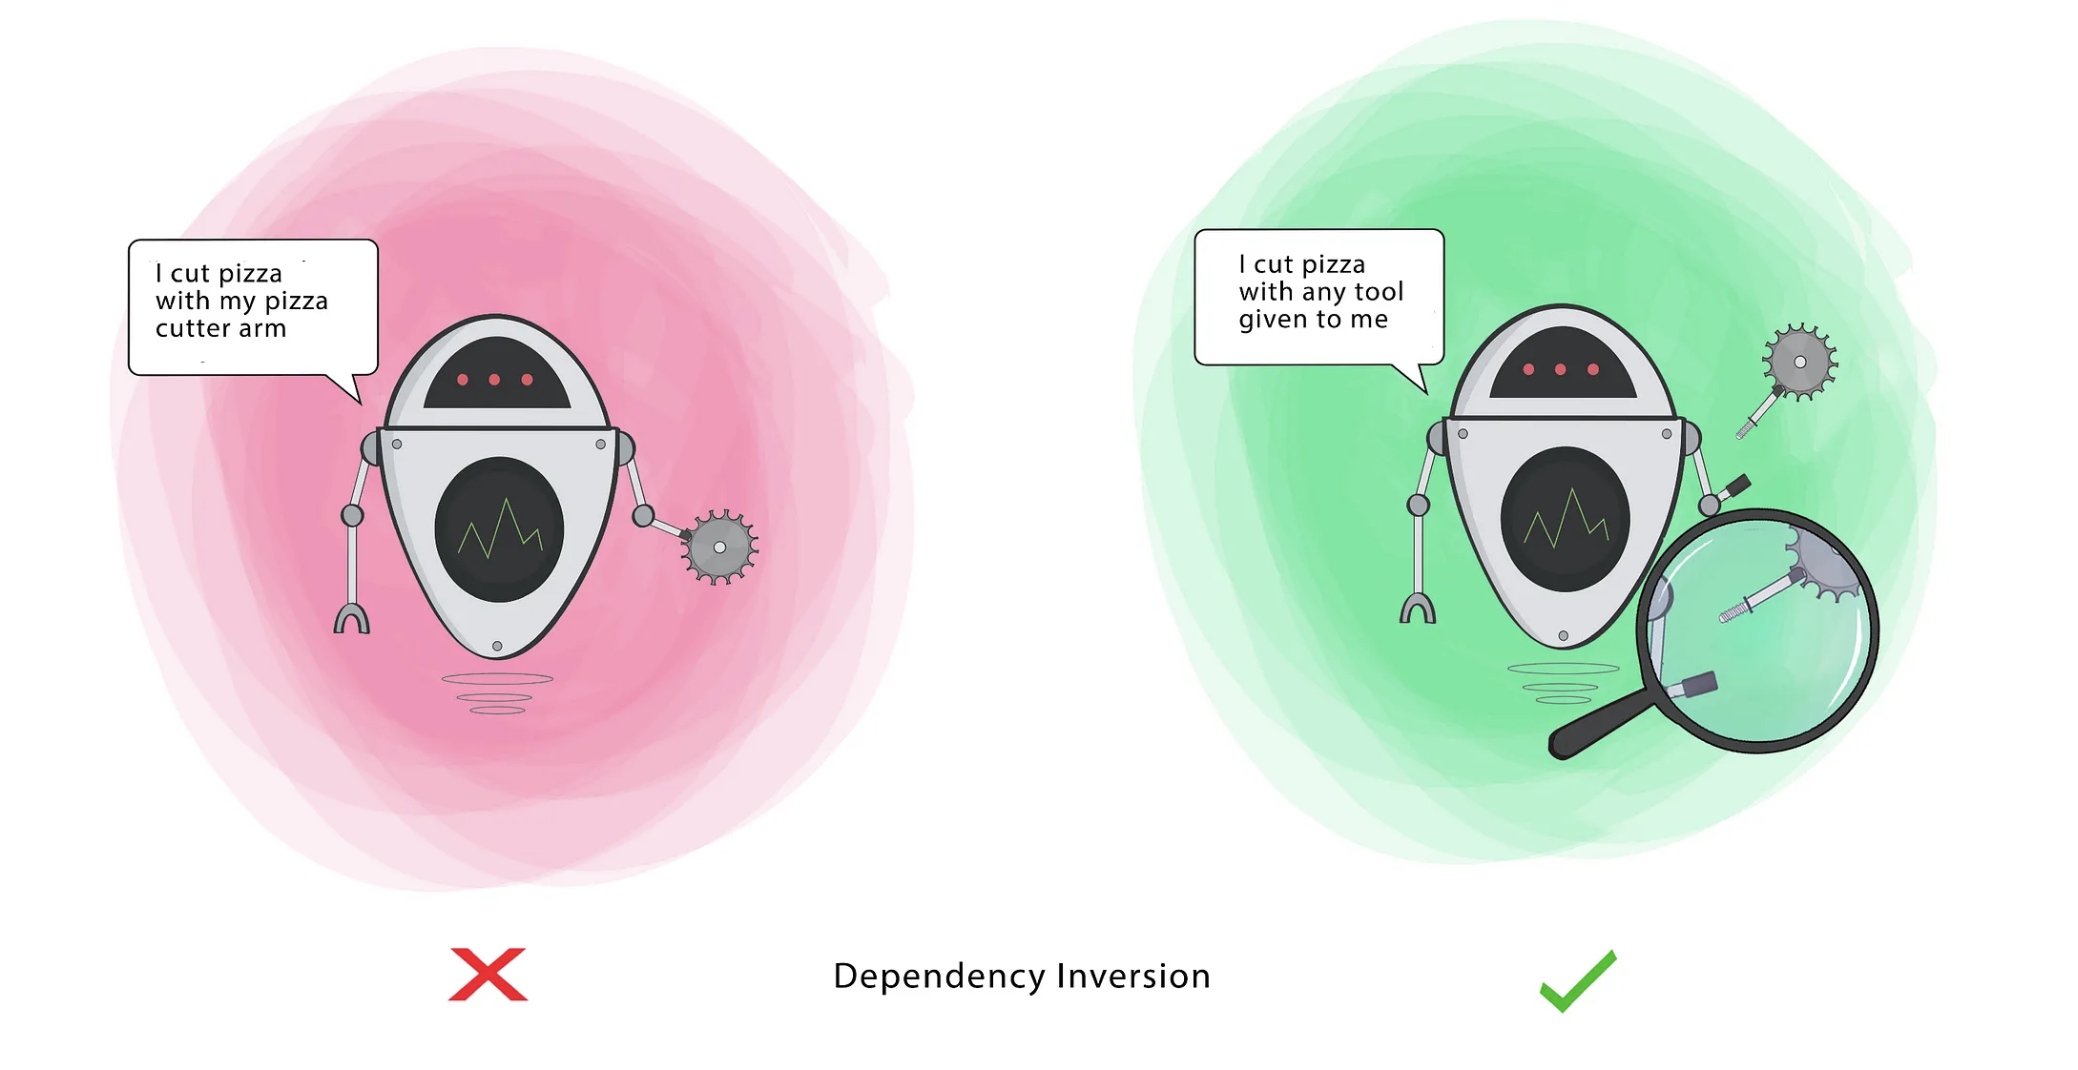 I cut pizza
with my pizza
cutter arm
I cut pizza
with any tool
given to me
Dependency Inversion